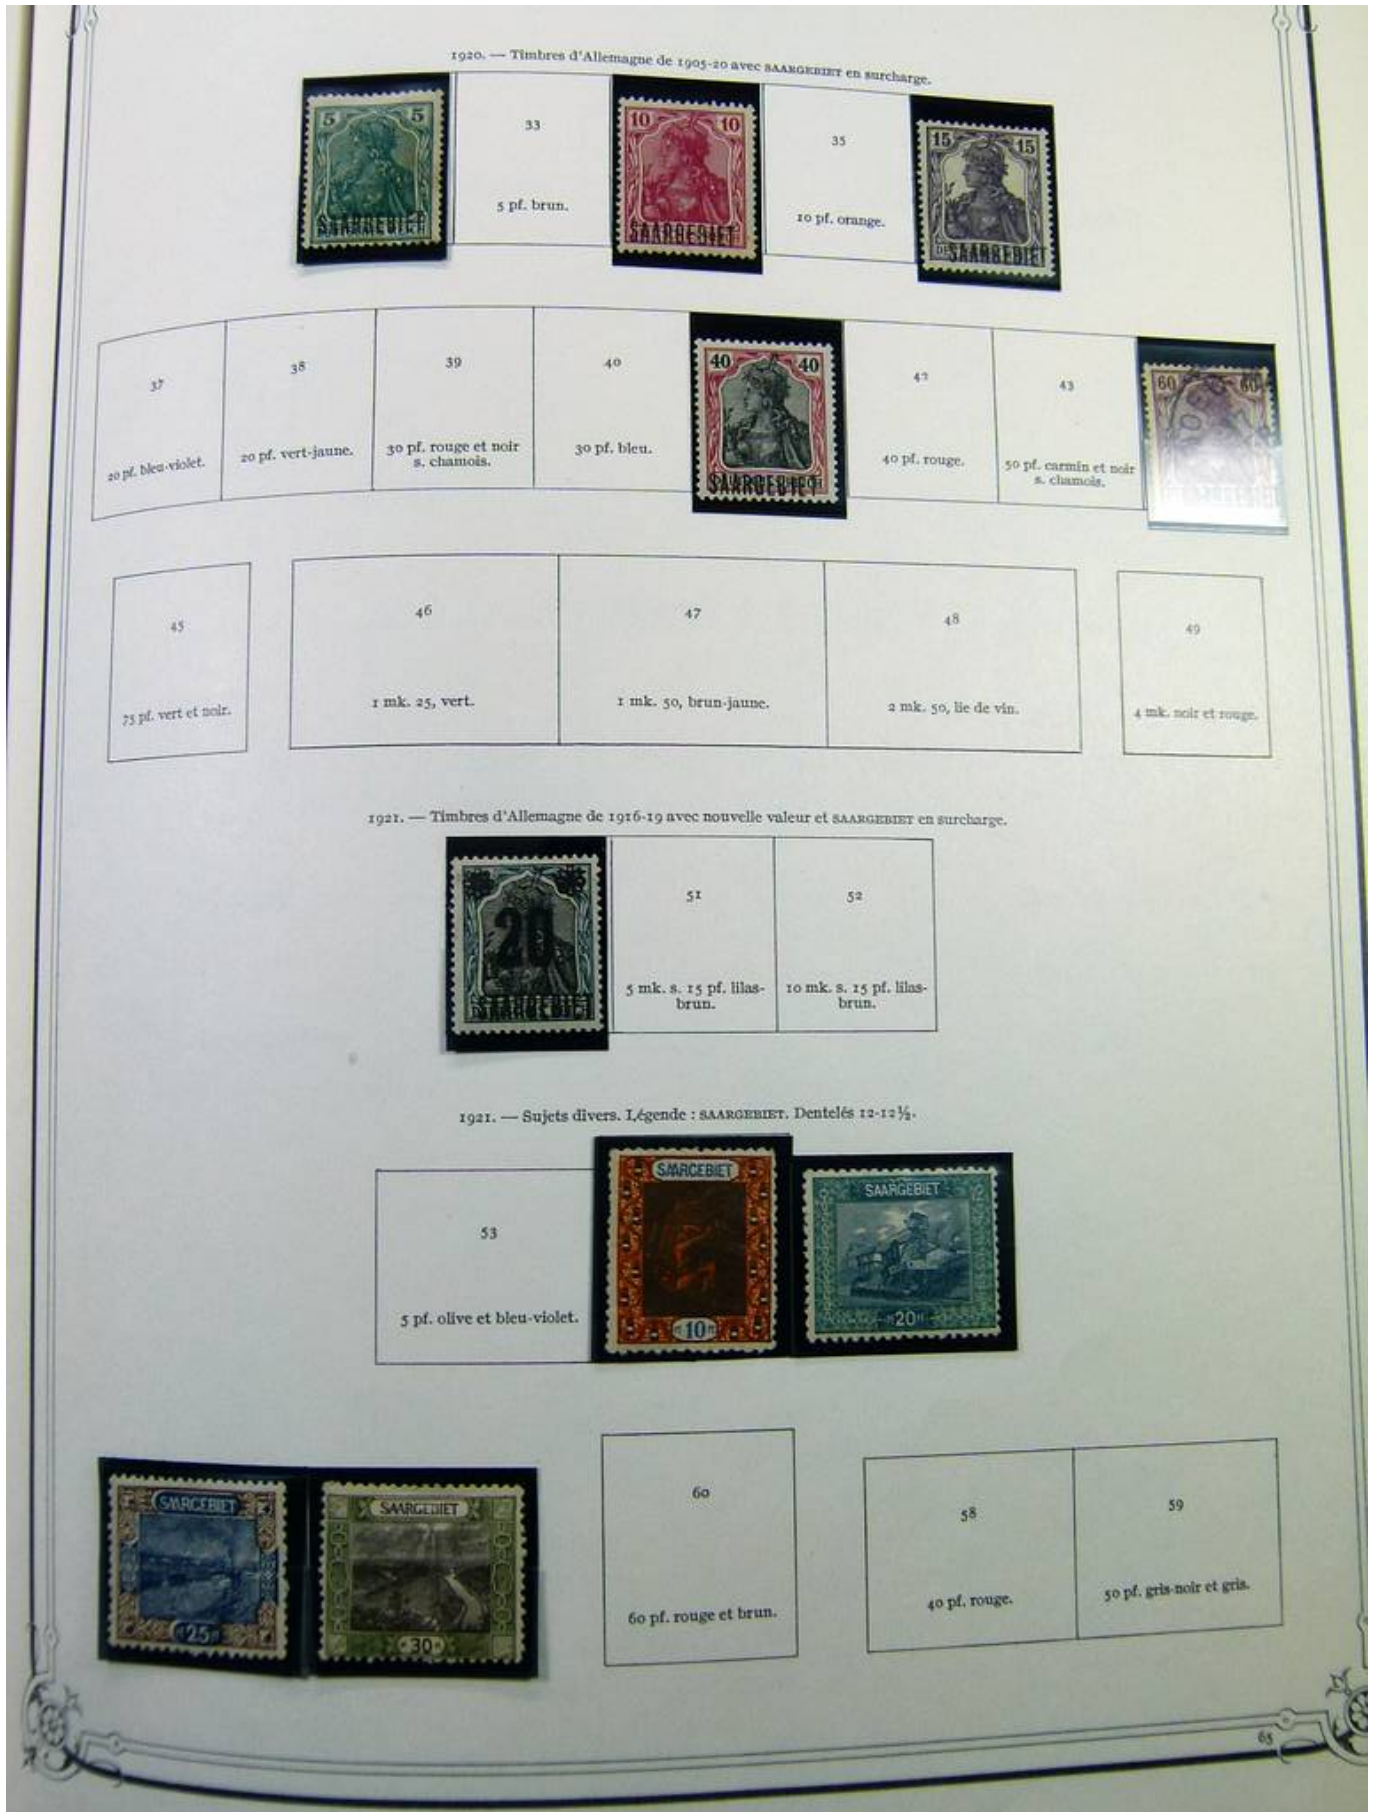 1920. — Timbres d'Allemagne de 1905-20 avec SAARGEBIET en surcharge.
5 5
SAARGEBIET
33
5 pf. brun.
10 10
SAARGEBIET
35
10 pf. orange.
15 15
SAARGEBIET
37
20 pf. bleu-violet.
38
20 pf. vert-jaune.
39
30 pf. rouge et noir
s. chamois.
40
30 pf. bleu.
40 40
SAARGEBIET
42
40 pf. rouge.
43
50 pf. carmin et noir
s. chamois.
60 60
45
75 pf. vert et noir.
46
1 mk. 25, vert.
47
1 mk. 50, brun-jaune.
48
2 mk. 50, lie de vin.
49
4 mk. noir et rouge.
1921. — Timbres d'Allemagne de 1916-19 avec nouvelle valeur et SAARGEBIET en surcharge.
20
SAARGEBIET
51
5 mk. s. 15 pf. lilas-
brun.
52
10 mk. s. 15 pf. lilas-
brun.
1921. — Sujets divers. Légende : SAARGEBIET. Dentelés 12-12½.
53
5 pf. olive et bleu-violet.
SAARGEBIET
10
SAARGEBIET
20
SAARGEBIET
25
SAARGEBIET
30
60
60 pf. rouge et brun.
58
40 pf. rouge.
59
50 pf. gris-noir et gris.
65